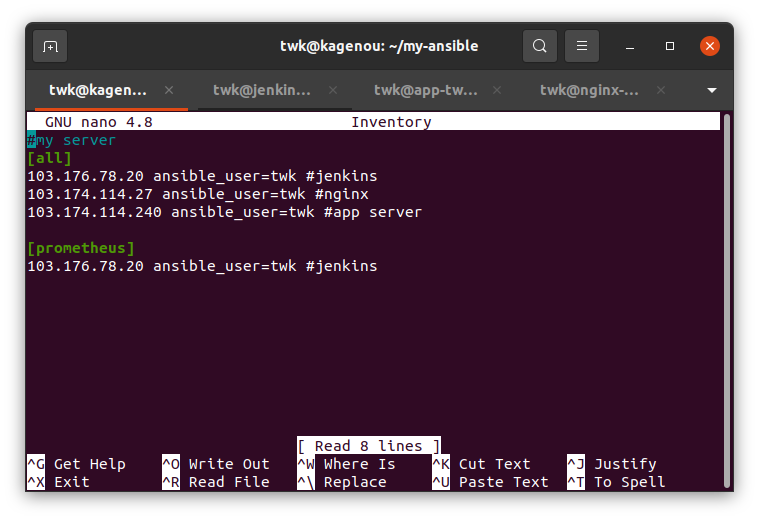 twk@kagenou: ~/my-ansible
twk@kagen... twk@jenkin... twk@app-tw... twk@nginx-...
GNU nano 4.8 Inventory
#my server
[all]
103.176.78.20 ansible_user=twk #jenkins
103.174.114.27 ansible_user=twk #nginx
103.174.114.240 ansible_user=twk #app server
[prometheus]
103.176.78.20 ansible_user=twk #jenkins
[ Read 8 lines ]
^G Get Help ^O Write Out ^W Where Is ^K Cut Text ^J Justify
^X Exit ^R Read File ^\ Replace ^U Paste Text ^T To Spell